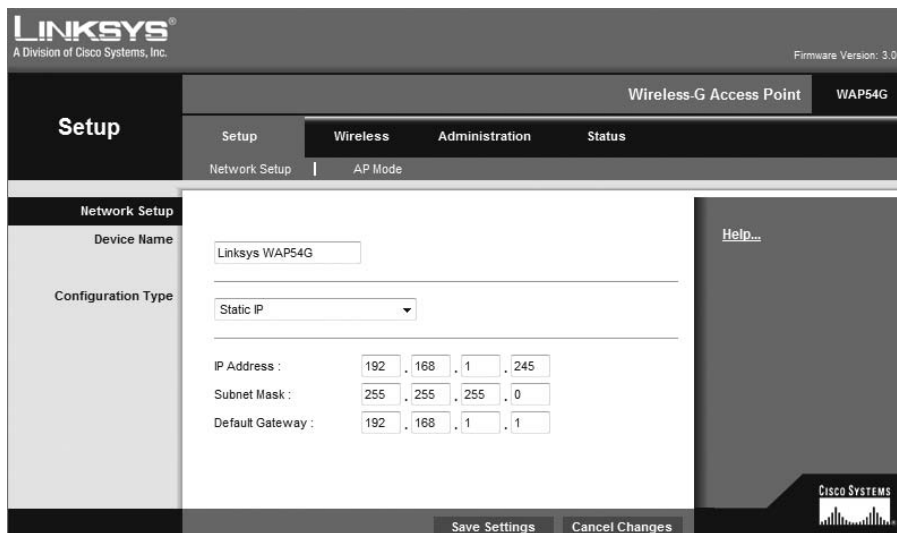 LINKSYS®
A Division of Cisco Systems, Inc.
Firmware Version: 3.0
Wireless-G Access Point WAP54G
Setup
Setup Wireless Administration Status
Network Setup | AP Mode
Network Setup
Device Name
Linksys WAP54G
Help...
Configuration Type
Static IP
IP Address : 192 . 168 . 1 . 245
Subnet Mask : 255 . 255 . 255 . 0
Default Gateway : 192 . 168 . 1 . 1
CISCO SYSTEMS
Save Settings Cancel Changes